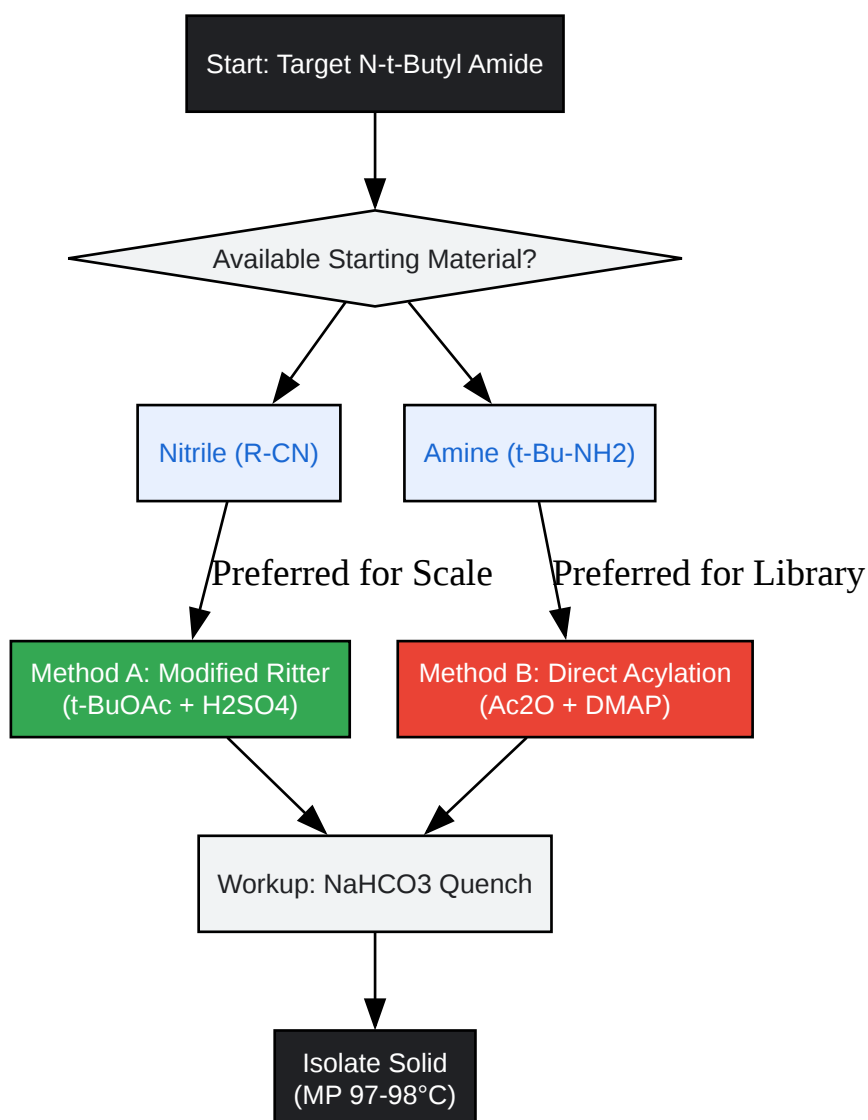 Start: Target N-t-Butyl Amide
Available Starting Material?
Nitrile (R-CN)
Amine (t-Bu-NH2)
Preferred for Scale
Preferred for Library
Method A: Modified Ritter
(t-BuOAc + H2SO4)
Method B: Direct Acylation
(Ac2O + DMAP)
Workup: NaHCO3 Quench
Isolate Solid
(MP 97-98°C)